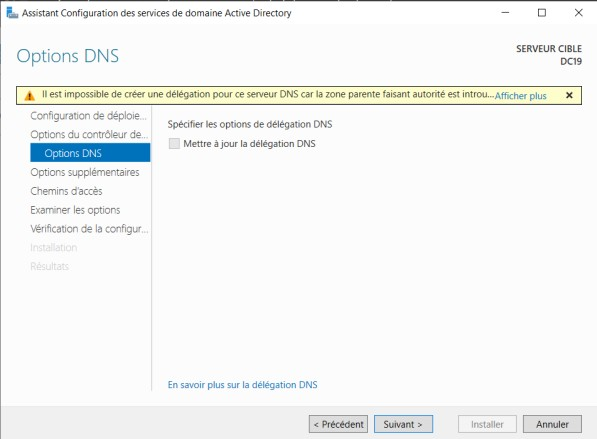 Assistant Configuration des services de domaine Active Directory
Options DNS
SERVEUR CIBLE
DC19
Il est impossible de créer une délégation pour ce serveur DNS car la zone parente faisant autorité est introu... Afficher plus
Configuration de déploie...
Options du contrôleur de...
Options DNS
Options supplémentaires
Chemins d'accès
Examiner les options
Vérification de la configur...
Installation
Résultats
Spécifier les options de délégation DNS
Mettre à jour la délégation DNS
En savoir plus sur la délégation DNS
< Précédent
Suivant >
Installer
Annuler